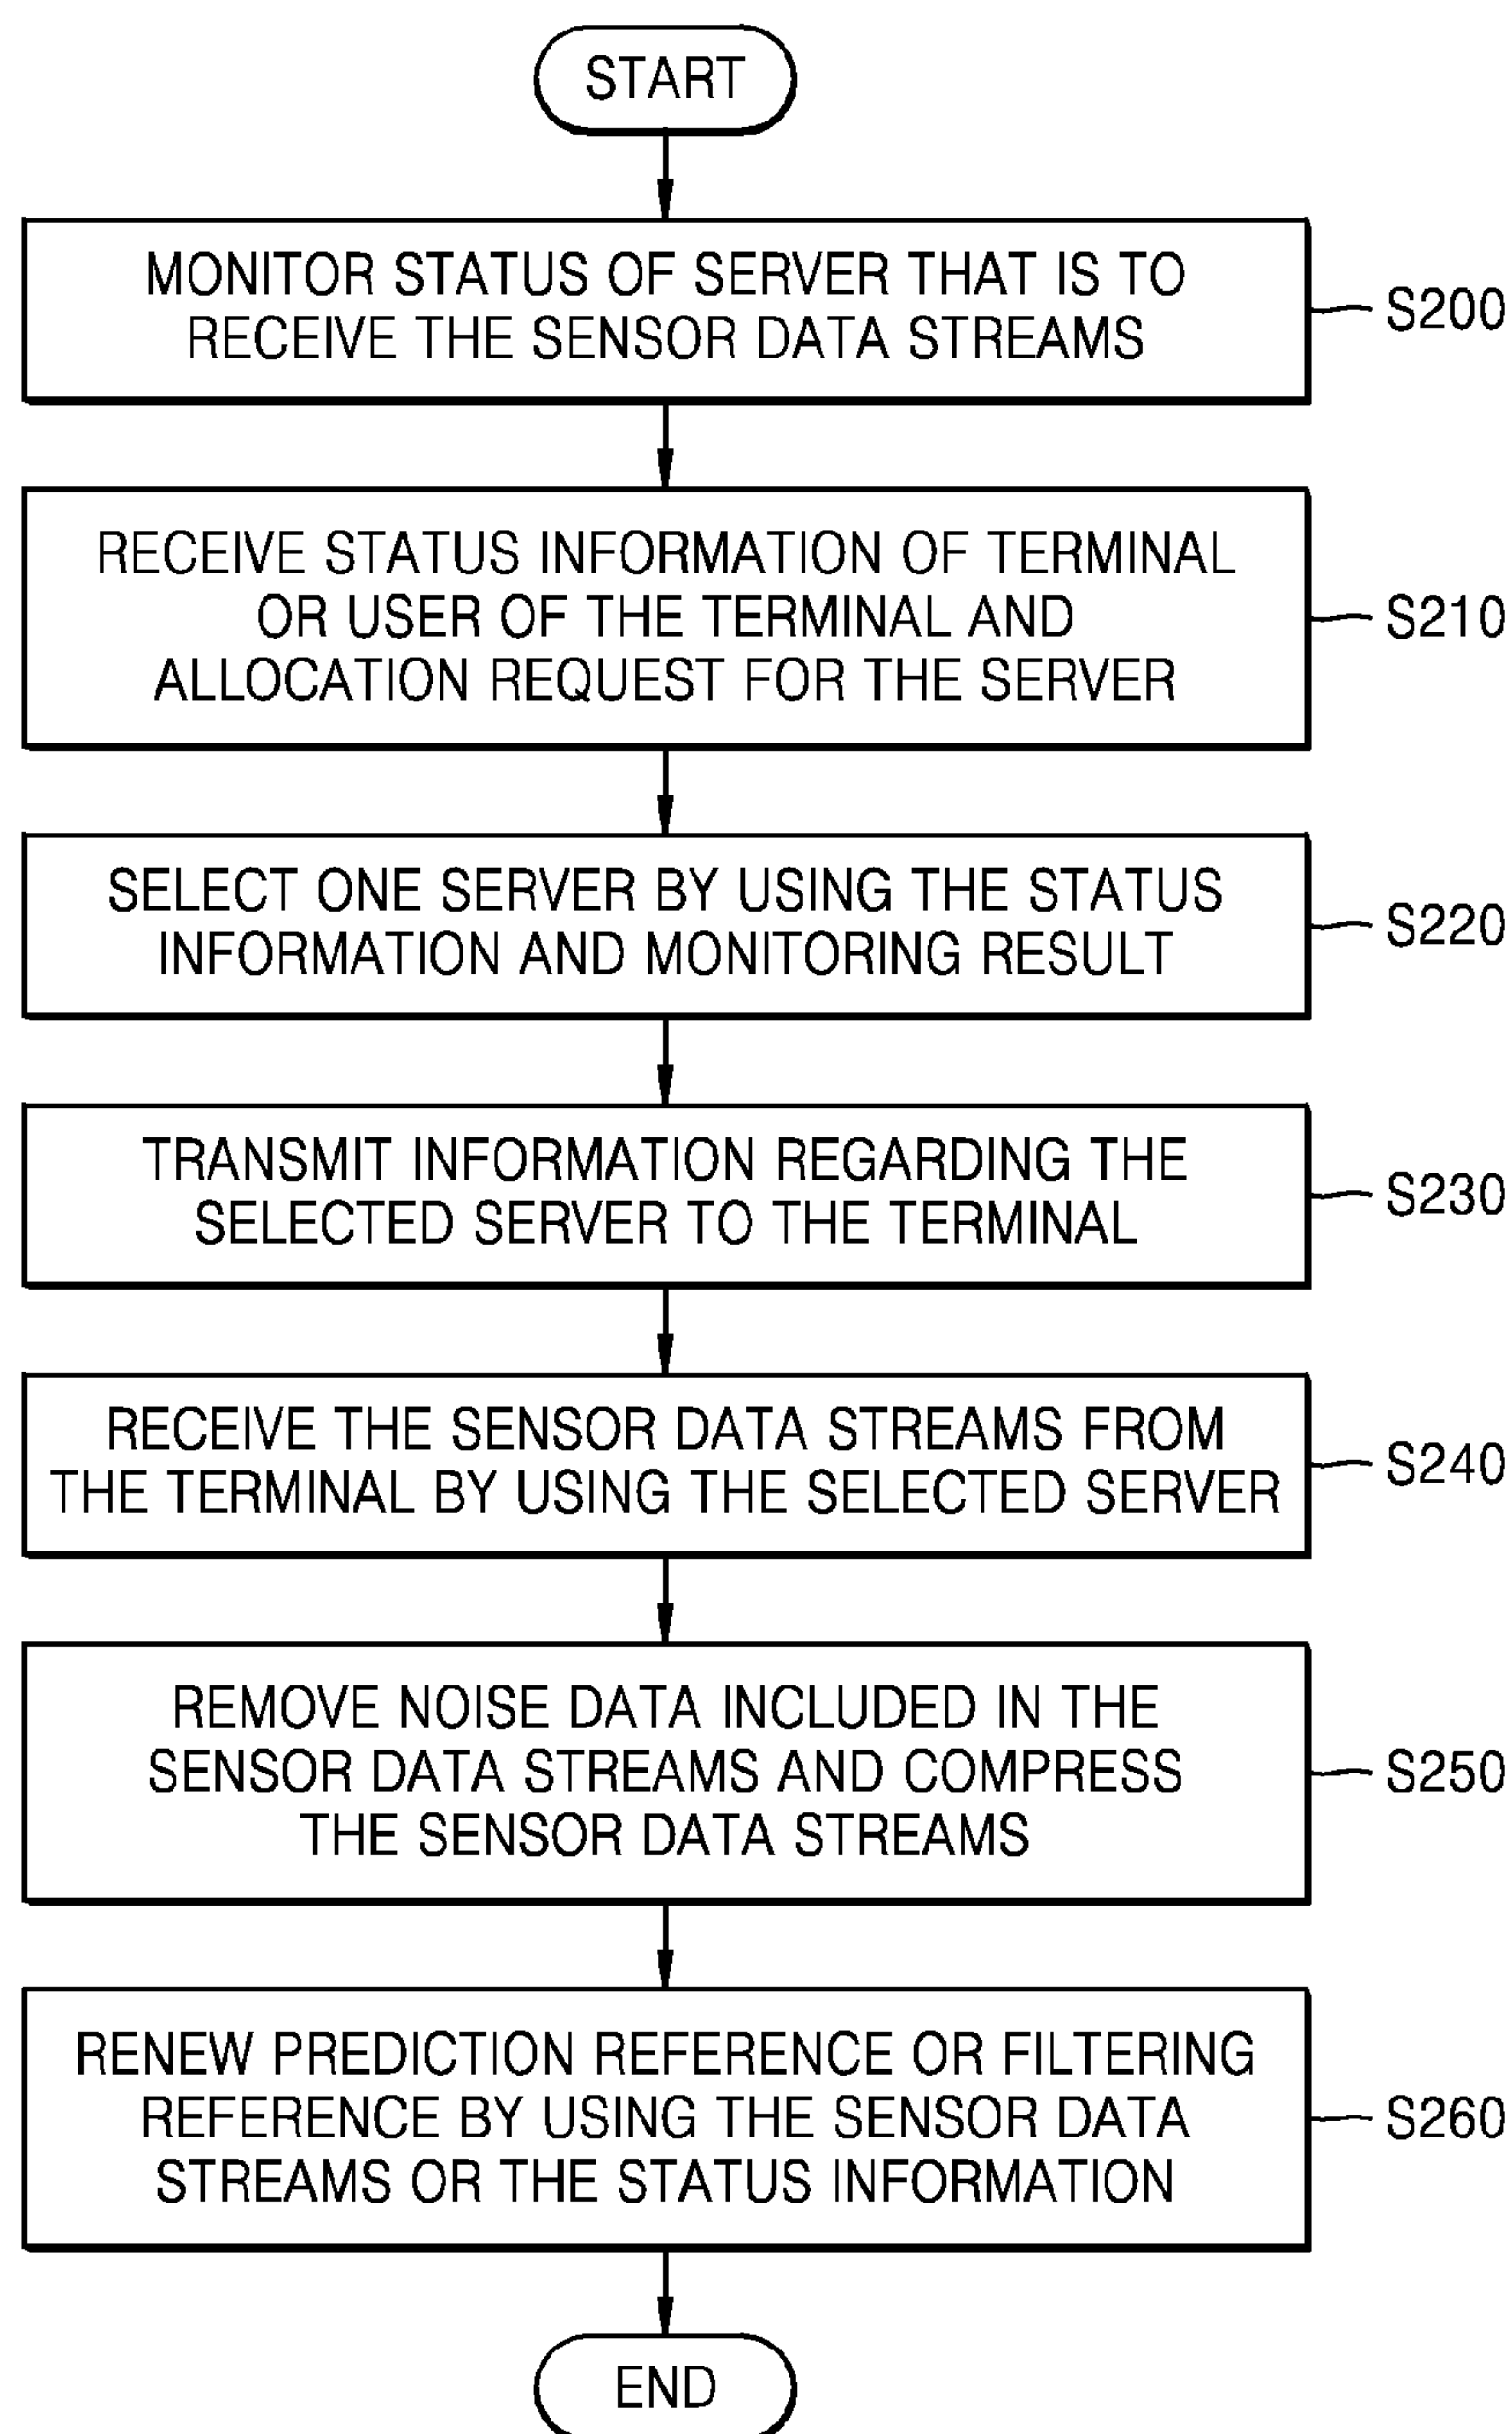 START
MONITOR STATUS OF SERVER THAT IS TO
RECEIVE THE SENSOR DATA STREAMS
S200
RECEIVE STATUS INFORMATION OF TERMINAL
OR USER OF THE TERMINAL AND
ALLOCATION REQUEST FOR THE SERVER
S210
SELECT ONE SERVER BY USING THE STATUS
INFORMATION AND MONITORING RESULT
S220
TRANSMIT INFORMATION REGARDING THE
SELECTED SERVER TO THE TERMINAL
S230
RECEIVE THE SENSOR DATA STREAMS FROM
THE TERMINAL BY USING THE SELECTED SERVER
S240
REMOVE NOISE DATA INCLUDED IN THE
SENSOR DATA STREAMS AND COMPRESS
THE SENSOR DATA STREAMS
S250
RENEW PREDICTION REFERENCE OR FILTERING
REFERENCE BY USING THE SENSOR DATA
STREAMS OR THE STATUS INFORMATION
S260
END